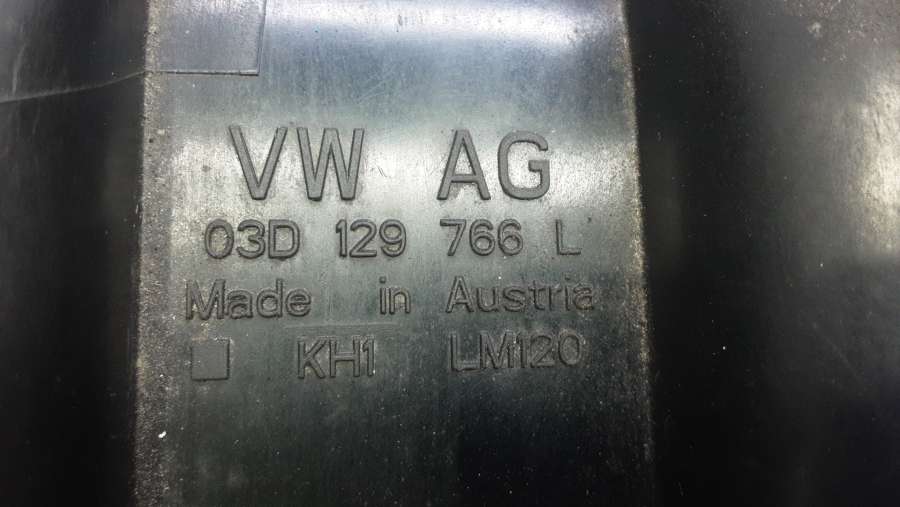 VW AG
03D 129 766 L
Made in Austria
KH1 LM120